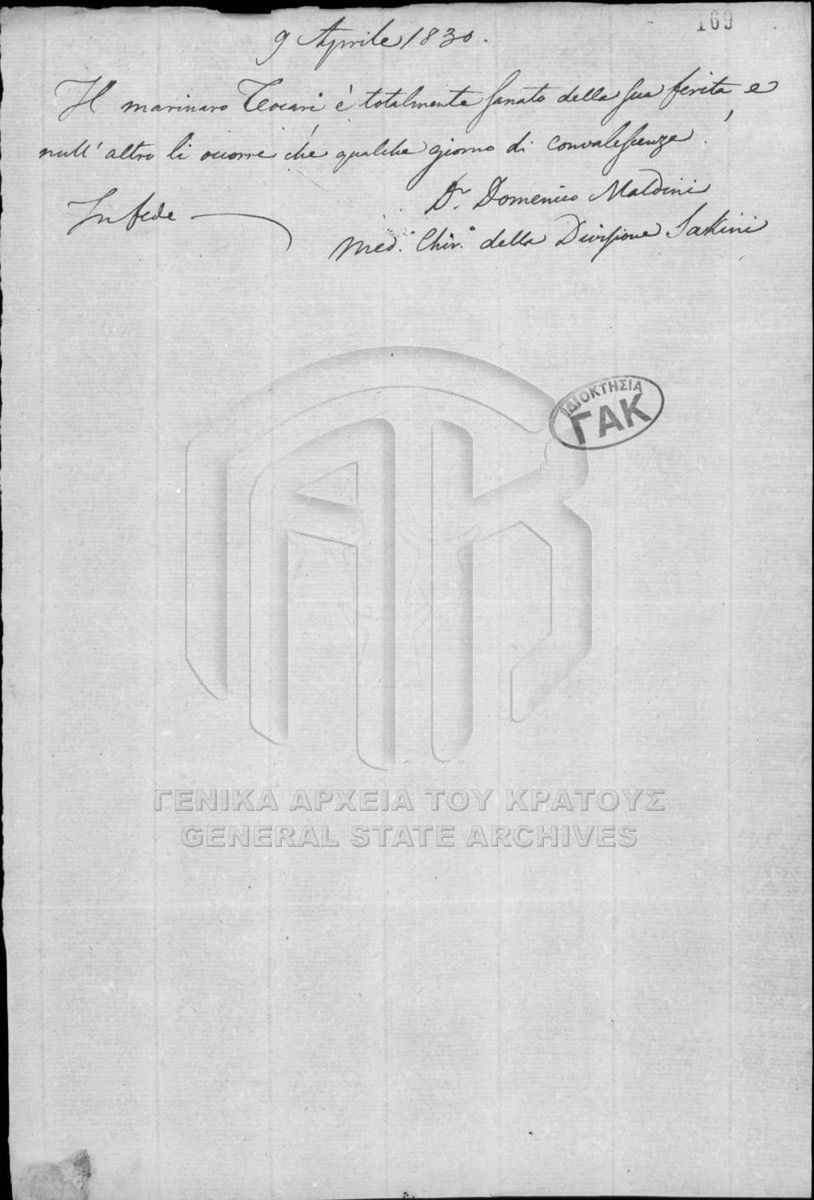 169
9 Aprile 1830.
Il marinaro Teocari è totalmente sanato della sua ferita e
null' altro li occorre che qualche giorno di convalescenza.
In fede
Dr. Domenico Maldini
Med.º Chir.º della Divisione Sakini
ΙΔΙΟΚΤΗΣΙΑ
ΓΑΚ
ΓΕΝΙΚΑ ΑΡΧΕΙΑ ΤΟΥ ΚΡΑΤΟΥΣ
GENERAL STATE ARCHIVES